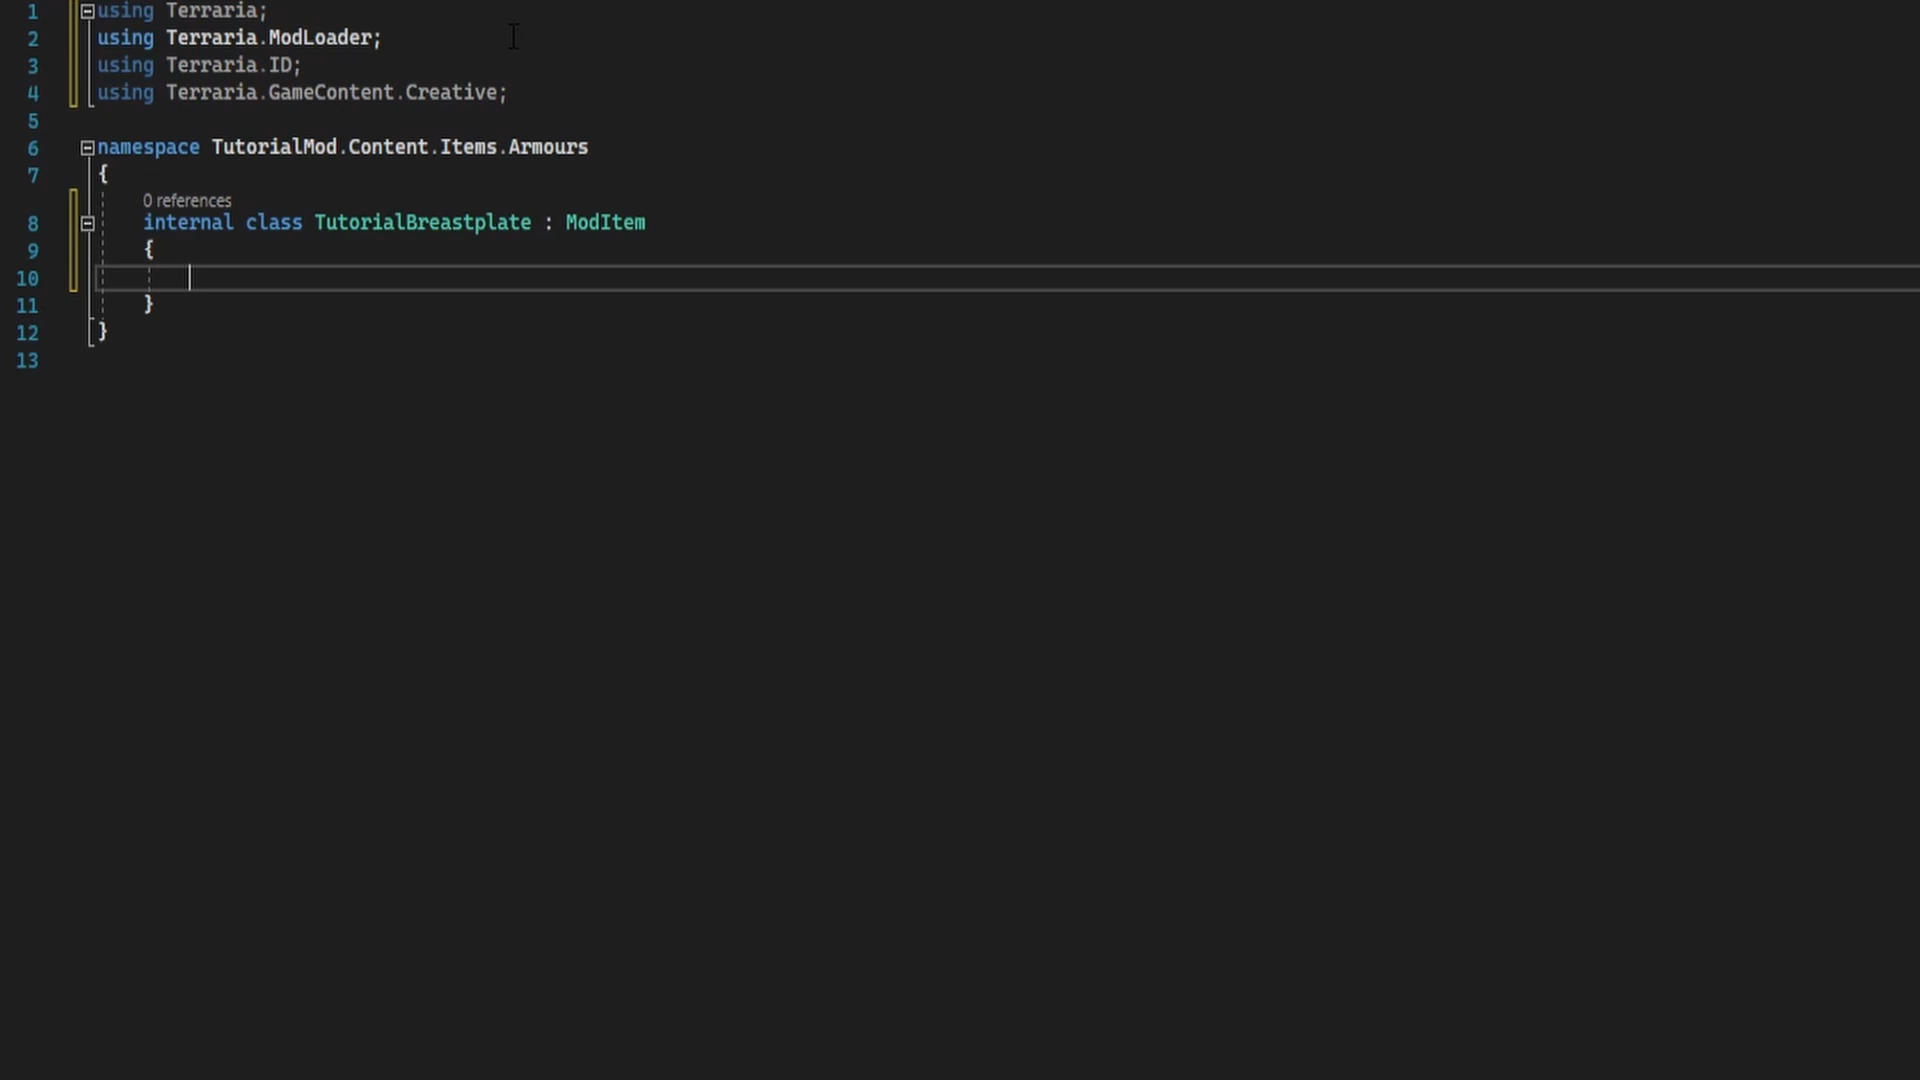 1 using Terraria;
2 using Terraria.ModLoader;
3 using Terraria.ID;
4 using Terraria.GameContent.Creative;
5
6 namespace TutorialMod.Content.Items.Armours
7 {
0 references
8 internal class TutorialBreastplate : ModItem
9 {
10
11 }
12 }
13